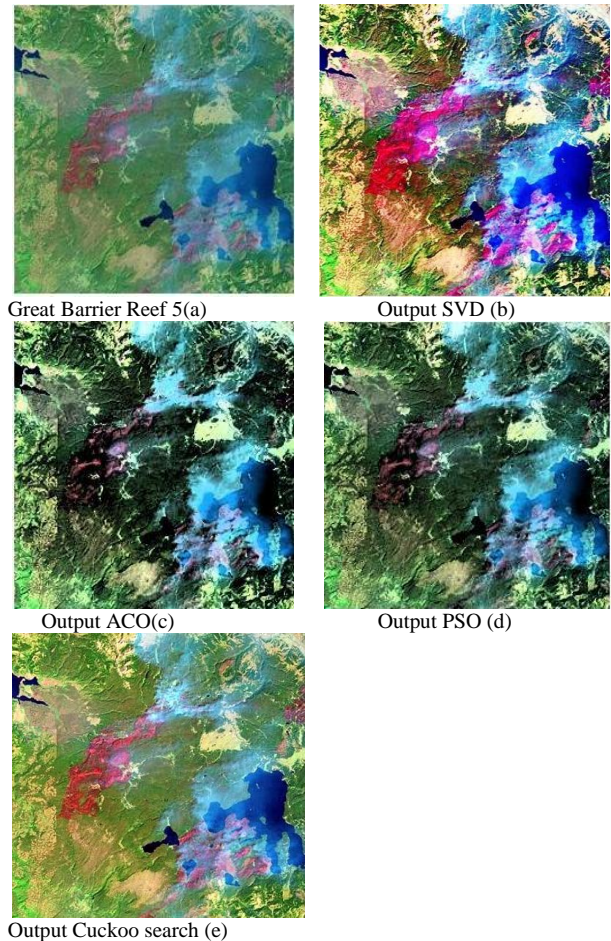 Great Barrier Reef 5(a)
Output SVD (b)
Output ACO(c)
Output PSO (d)
Output Cuckoo search (e)